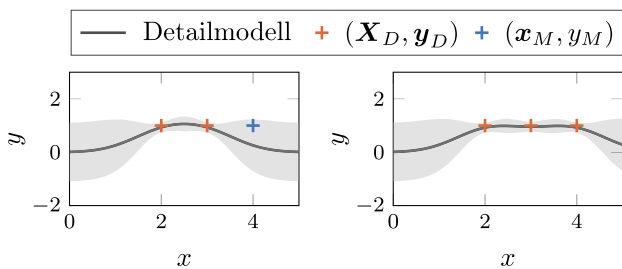 Detailmodell + (X_D, y_D) + (x_M, y_M)
y 2 0 −2 0 2 4 x
y 2 0 −2 0 2 4 x